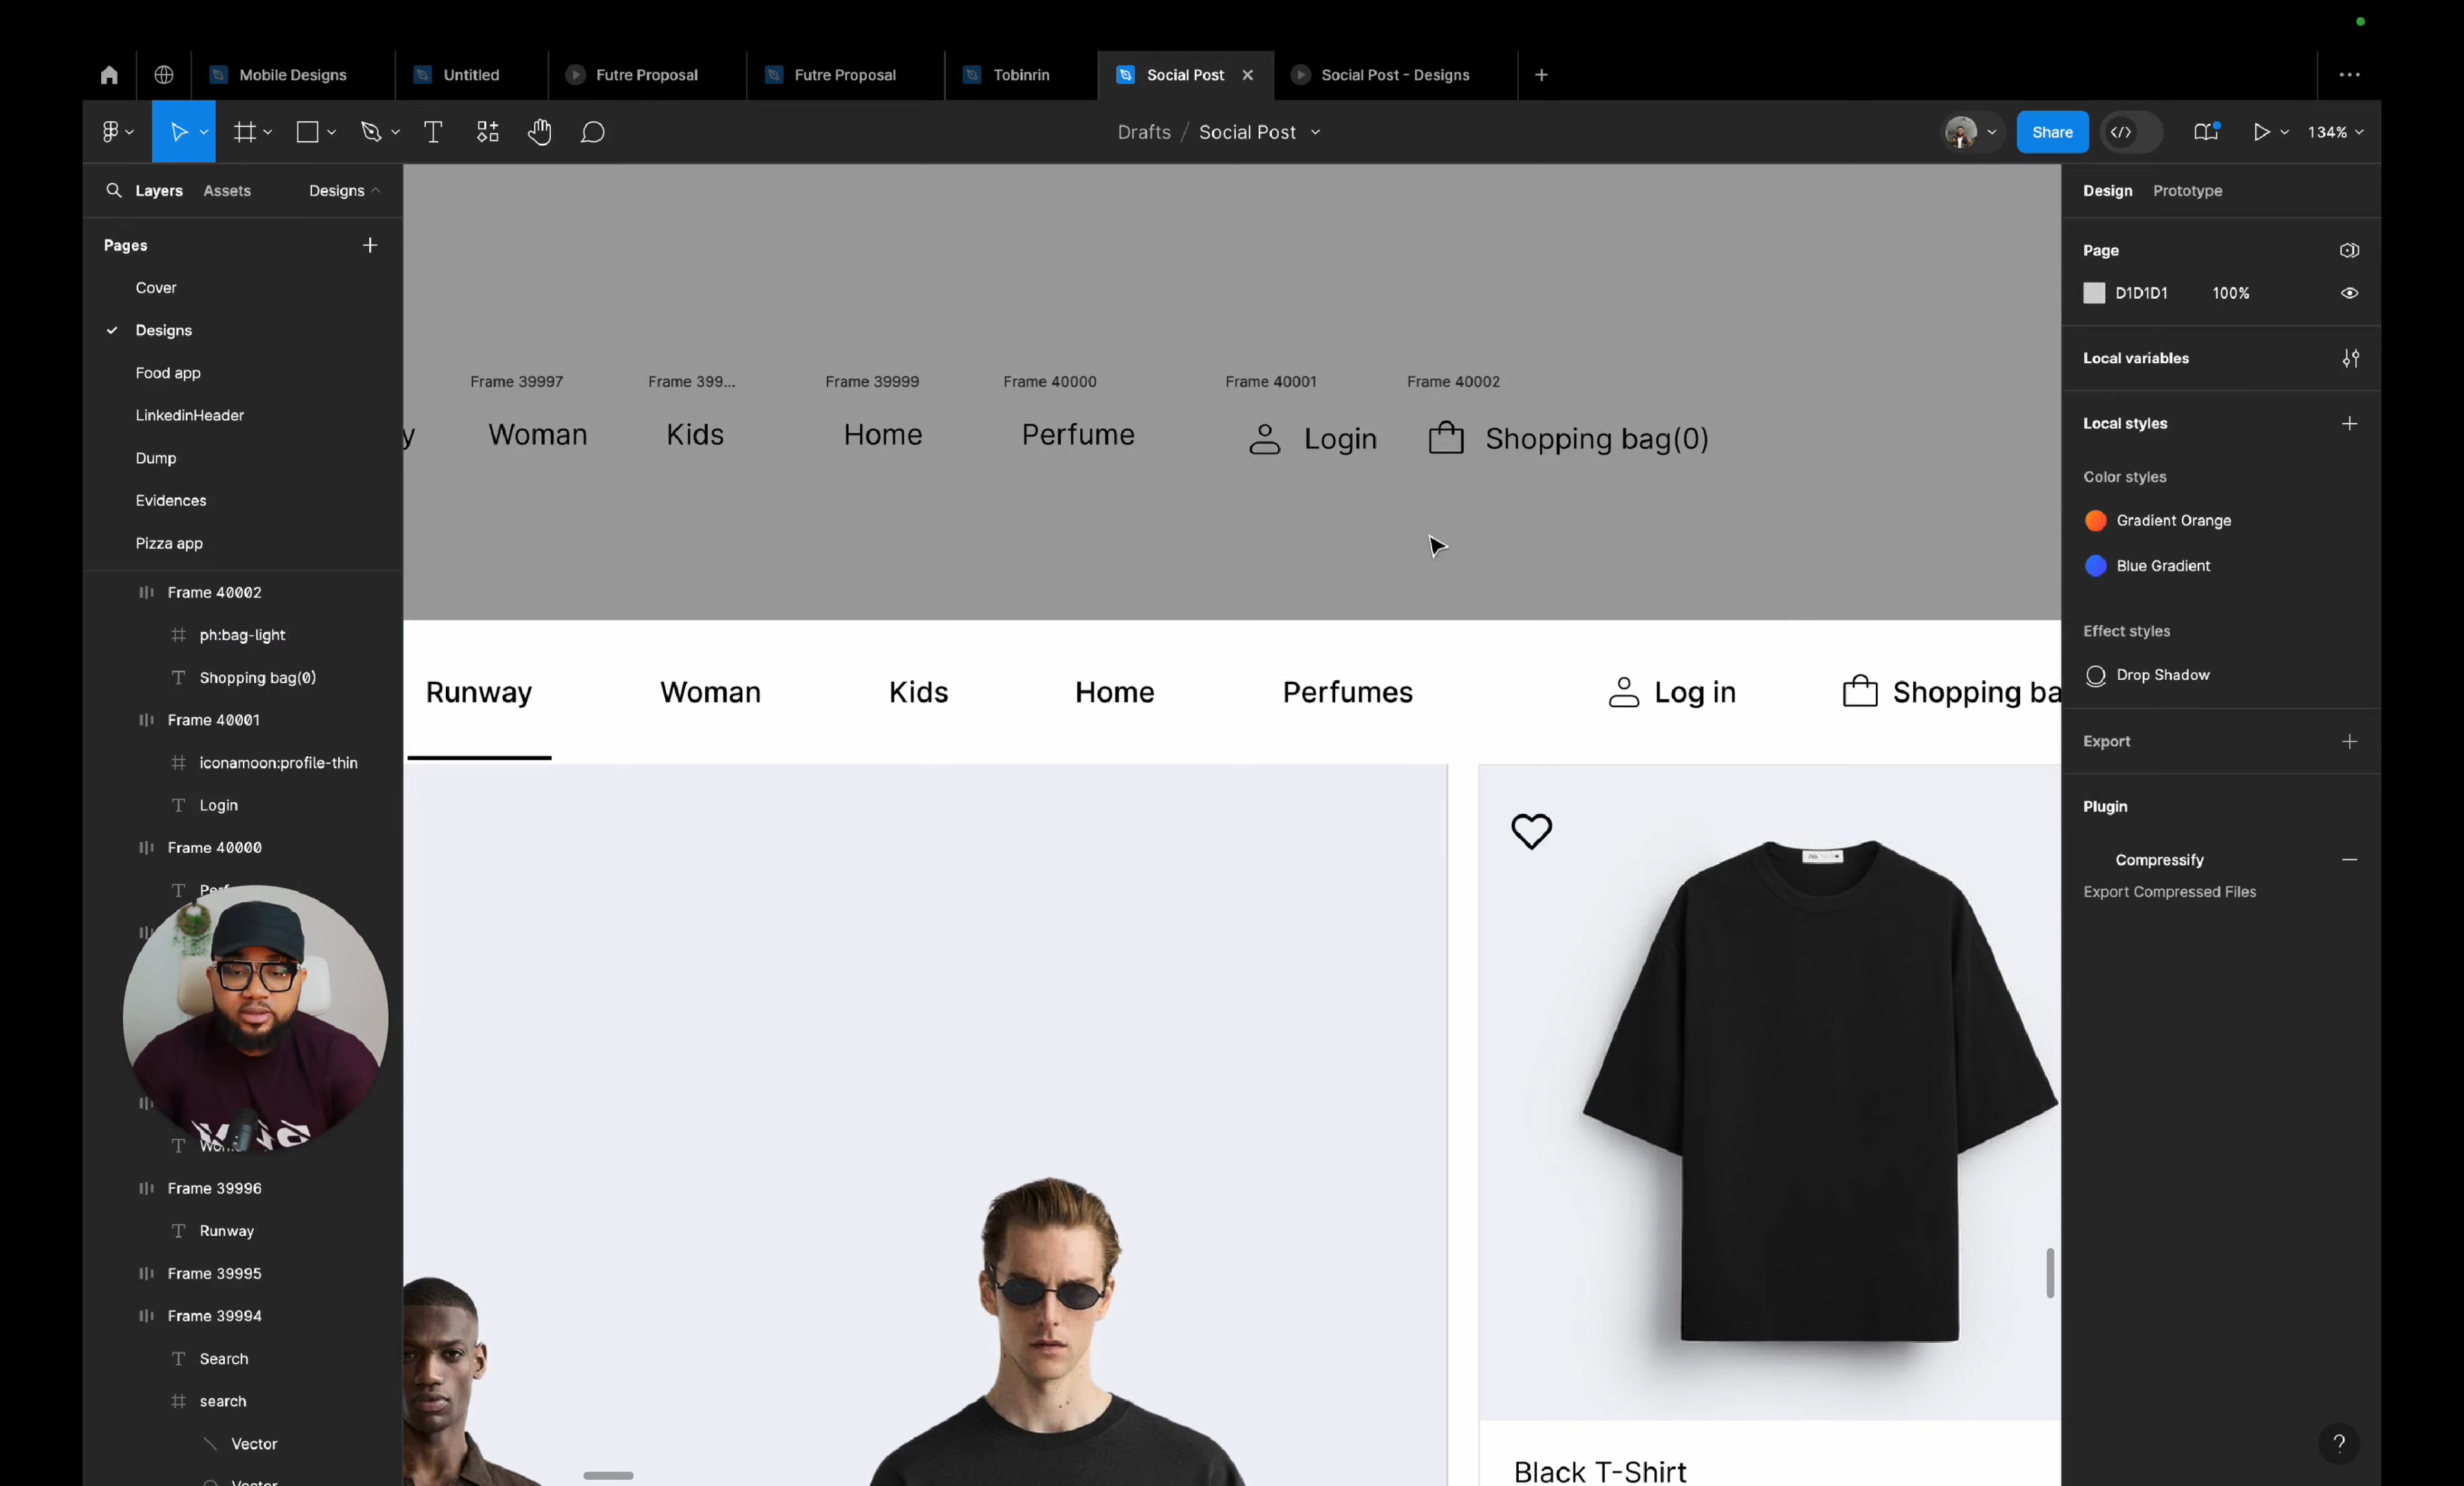 Mobile Designs
Untitled
Futre Proposal
Futre Proposal
Tobinrin
Social Post
Social Post - Designs
Drafts / Social Post
Share
134%
Layers
Assets
Designs
Pages
Cover
Designs
Food app
LinkedinHeader
Dump
Evidences
Pizza app
Frame 40002
ph:bag-light
Shopping bag(0)
Frame 40001
iconamoon:profile-thin
Login
Frame 40000
Frame 39996
Runway
Frame 39995
Frame 39994
Search
search
Vector
Vector
Frame 39997
Frame 399...
Frame 39999
Frame 40000
Frame 40001
Frame 40002
y
Woman
Kids
Home
Perfume
Login
Shopping bag(0)
Runway
Woman
Kids
Home
Perfumes
Log in
Shopping ba
Black T-Shirt
Design
Prototype
Page
D1D1D1
100%
Local variables
Local styles
Color styles
Gradient Orange
Blue Gradient
Effect styles
Drop Shadow
Export
Plugin
Compressify
Export Compressed Files
?